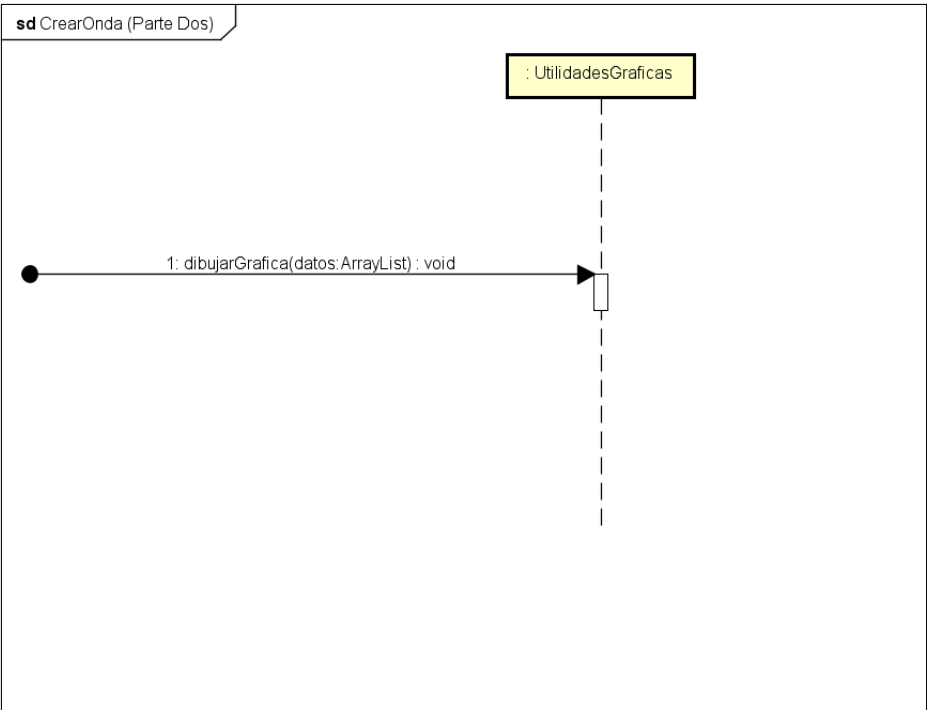 sd CrearOnda (Parte Dos)
: UtilidadesGraficas
1: dibujarGrafica(datos:ArrayList) : void